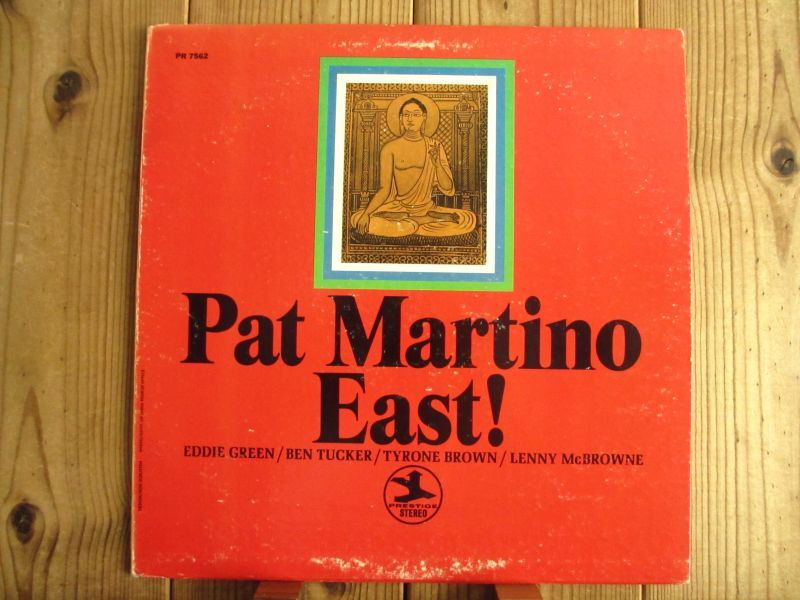 PR 7562
Pat Martino
East!
EDDIE GREEN/BEN TUCKER/TYRONE BROWN/LENNY McBROWNE
PRESTIGE
STEREO